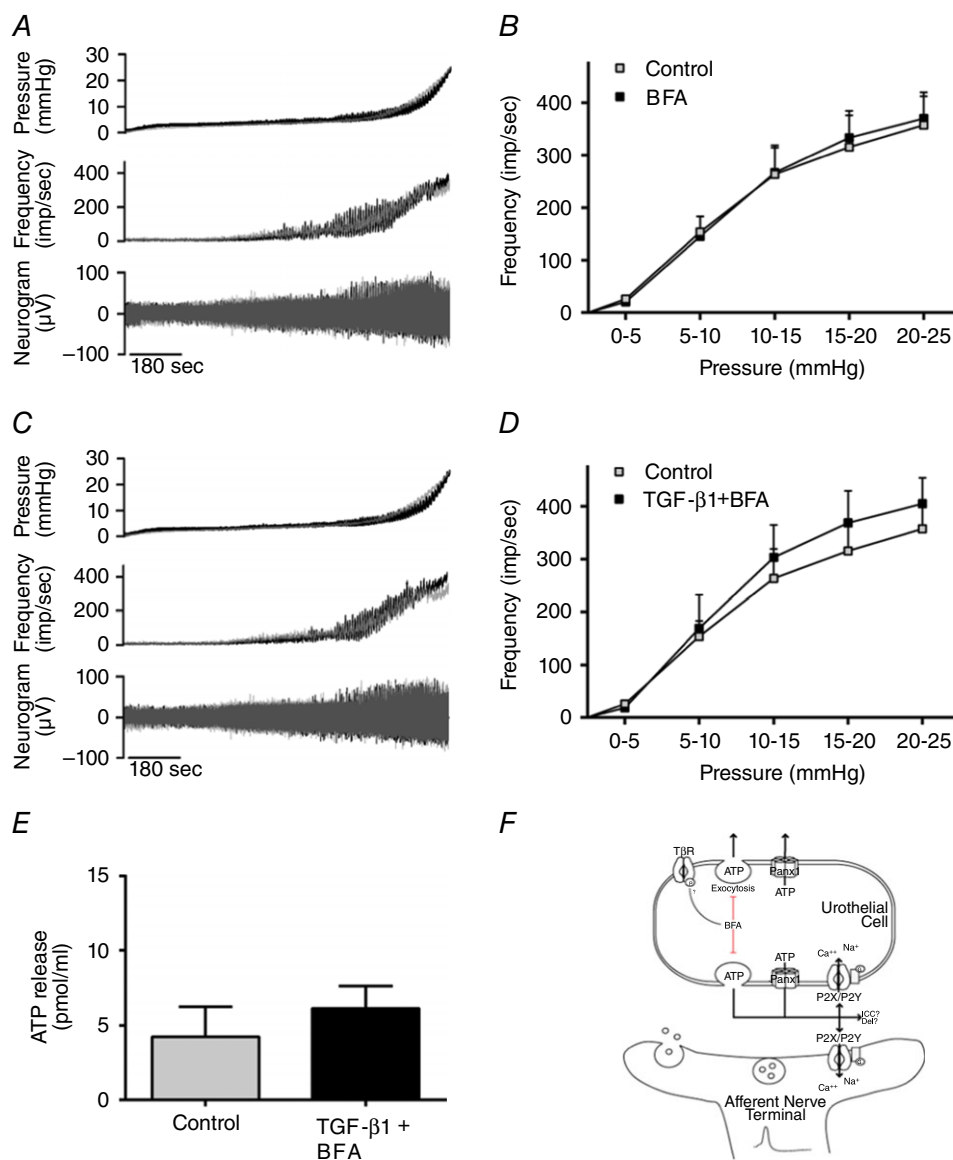 A
Pressure
(mmHg)
30
20
10
0
Frequency
(imp/sec)
400
200
0
Neurogram
(µV)
100
0
–100
180 sec
B
Control
BFA
Frequency (imp/sec)
400
300
200
100
0
0-5 5-10 10-15 15-20 20-25
Pressure (mmHg)
C
Pressure
(mmHg)
30
20
10
0
Frequency
(imp/sec)
400
200
0
Neurogram
(µV)
100
0
–100
180 sec
D
Control
TGF-β1+BFA
Frequency (imp/sec)
400
300
200
100
0
0-5 5-10 10-15 15-20 20-25
Pressure (mmHg)
E
ATP release
(pmol/ml)
15
10
5
0
Control
TGF-β1 +
BFA
F
TβR
ATP
Panx1
Exocytosis
ATP
?
BFA
Urothelial
Cell
ATP
ATP
Panx1
Ca⁺⁺
Na⁺
P2X/P2Y
ICC?
Del?
P2X/P2Y
Ca⁺⁺
Na⁺
Afferent Nerve
Terminal